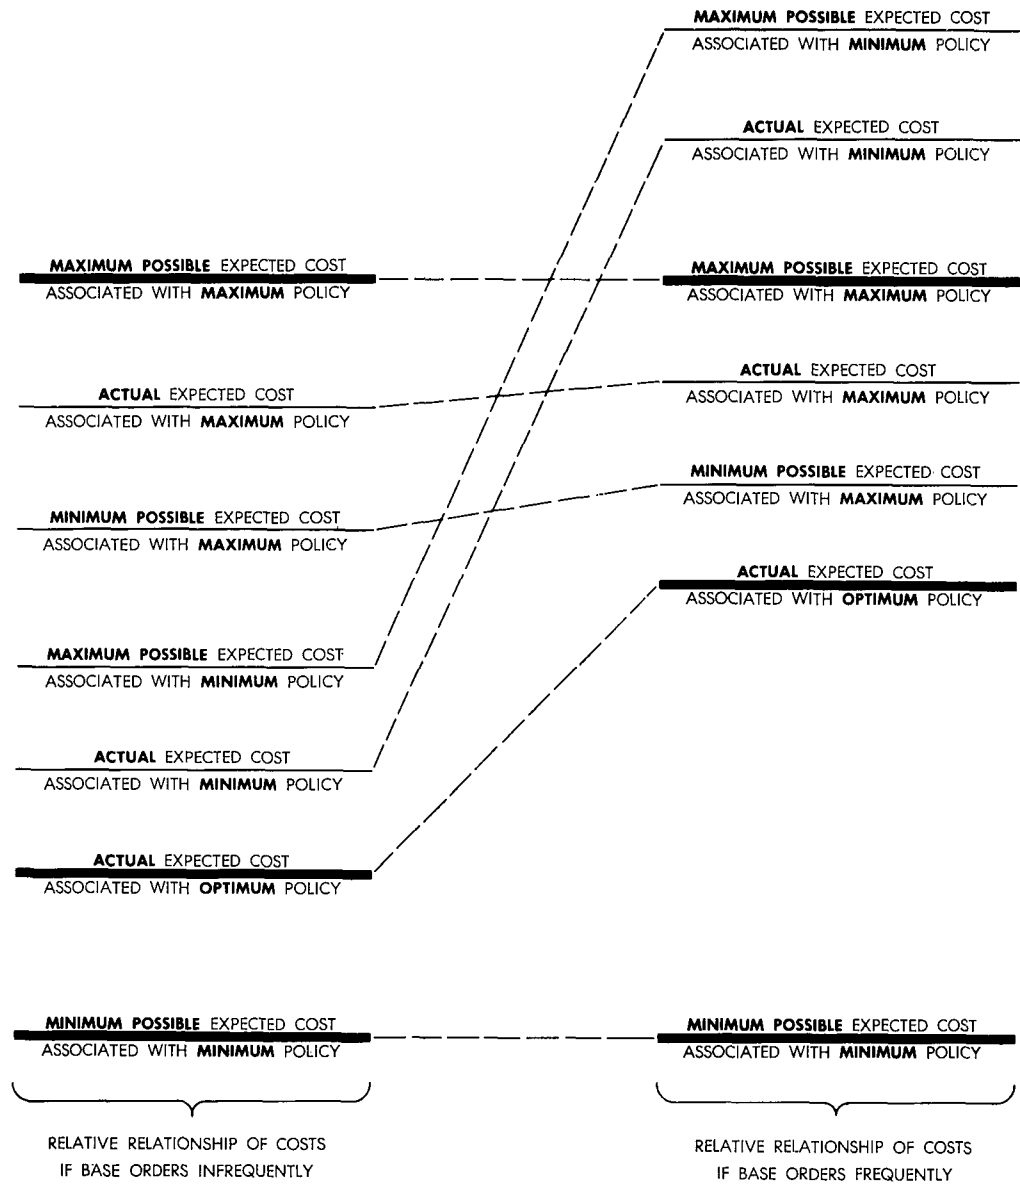 MAXIMUM POSSIBLE EXPECTED COST
ASSOCIATED WITH MAXIMUM POLICY
ACTUAL EXPECTED COST
ASSOCIATED WITH MAXIMUM POLICY
MINIMUM POSSIBLE EXPECTED COST
ASSOCIATED WITH MAXIMUM POLICY
MAXIMUM POSSIBLE EXPECTED COST
ASSOCIATED WITH MINIMUM POLICY
ACTUAL EXPECTED COST
ASSOCIATED WITH MINIMUM POLICY
ACTUAL EXPECTED COST
ASSOCIATED WITH OPTIMUM POLICY
MINIMUM POSSIBLE EXPECTED COST
ASSOCIATED WITH MINIMUM POLICY
RELATIVE RELATIONSHIP OF COSTS
IF BASE ORDERS INFREQUENTLY
MAXIMUM POSSIBLE EXPECTED COST
ASSOCIATED WITH MINIMUM POLICY
ACTUAL EXPECTED COST
ASSOCIATED WITH MINIMUM POLICY
MAXIMUM POSSIBLE EXPECTED COST
ASSOCIATED WITH MAXIMUM POLICY
ACTUAL EXPECTED COST
ASSOCIATED WITH MAXIMUM POLICY
MINIMUM POSSIBLE EXPECTED COST
ASSOCIATED WITH MAXIMUM POLICY
ACTUAL EXPECTED COST
ASSOCIATED WITH OPTIMUM POLICY
MINIMUM POSSIBLE EXPECTED COST
ASSOCIATED WITH MINIMUM POLICY
RELATIVE RELATIONSHIP OF COSTS
IF BASE ORDERS FREQUENTLY